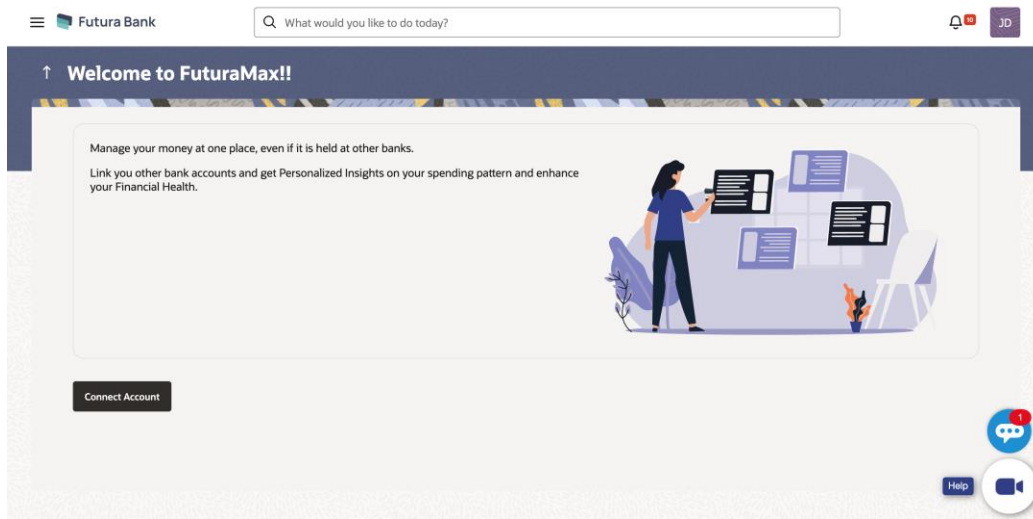 Futura Bank
What would you like to do today?
10
JD
Welcome to FuturaMax!!
Manage your money at one place, even if it is held at other banks.
Link you other bank accounts and get Personalized Insights on your spending pattern and enhance
your Financial Health.
Connect Account
1
Help